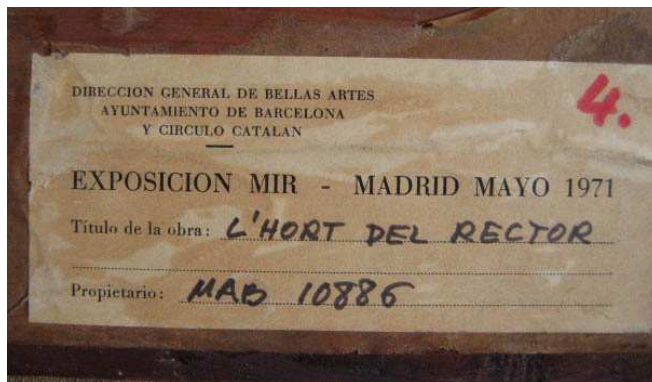 DIRECCION GENERAL DE BELLAS ARTES
AYUNTAMIENTO DE BARCELONA
Y CIRCULO CATALAN
4.
EXPOSICION MIR - MADRID MAYO 1971
Título de la obra: L'HORT DEL RECTOR
Propietario: MAB 10886